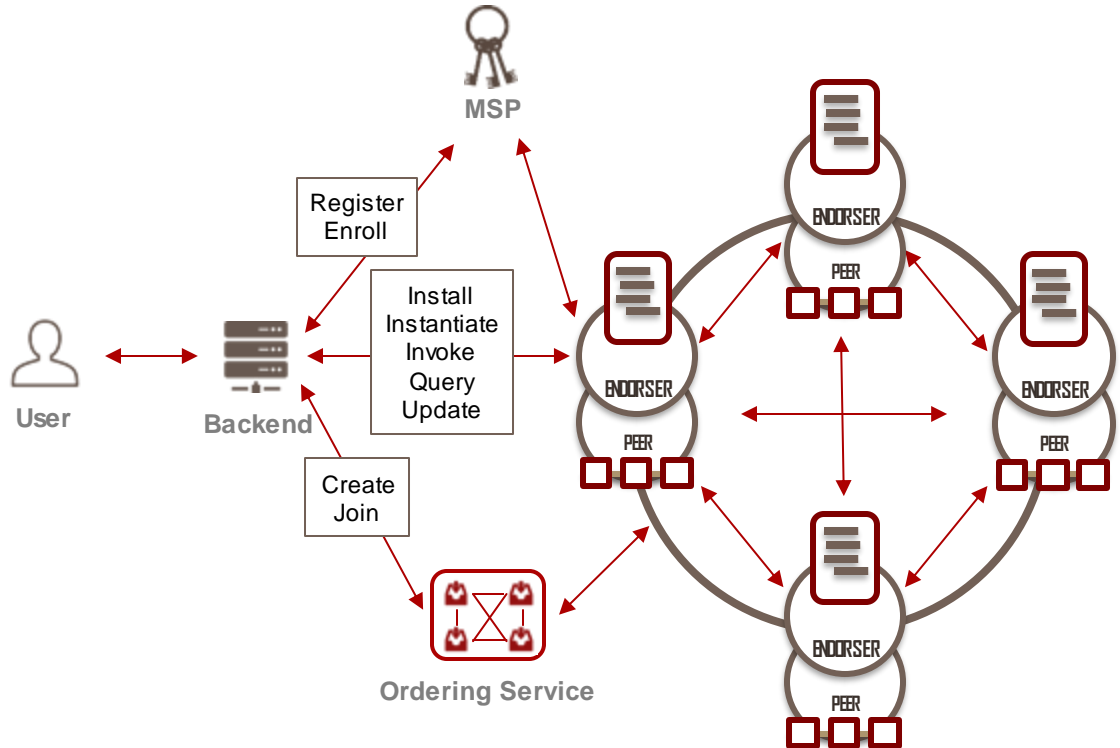 MSP
Register
Enroll
Install
Instantiate
Invoke
Query
Update
User
Backend
Create
Join
Ordering Service
ENDORSER
PEER
ENDORSER
PEER
ENDORSER
PEER
ENDORSER
PEER